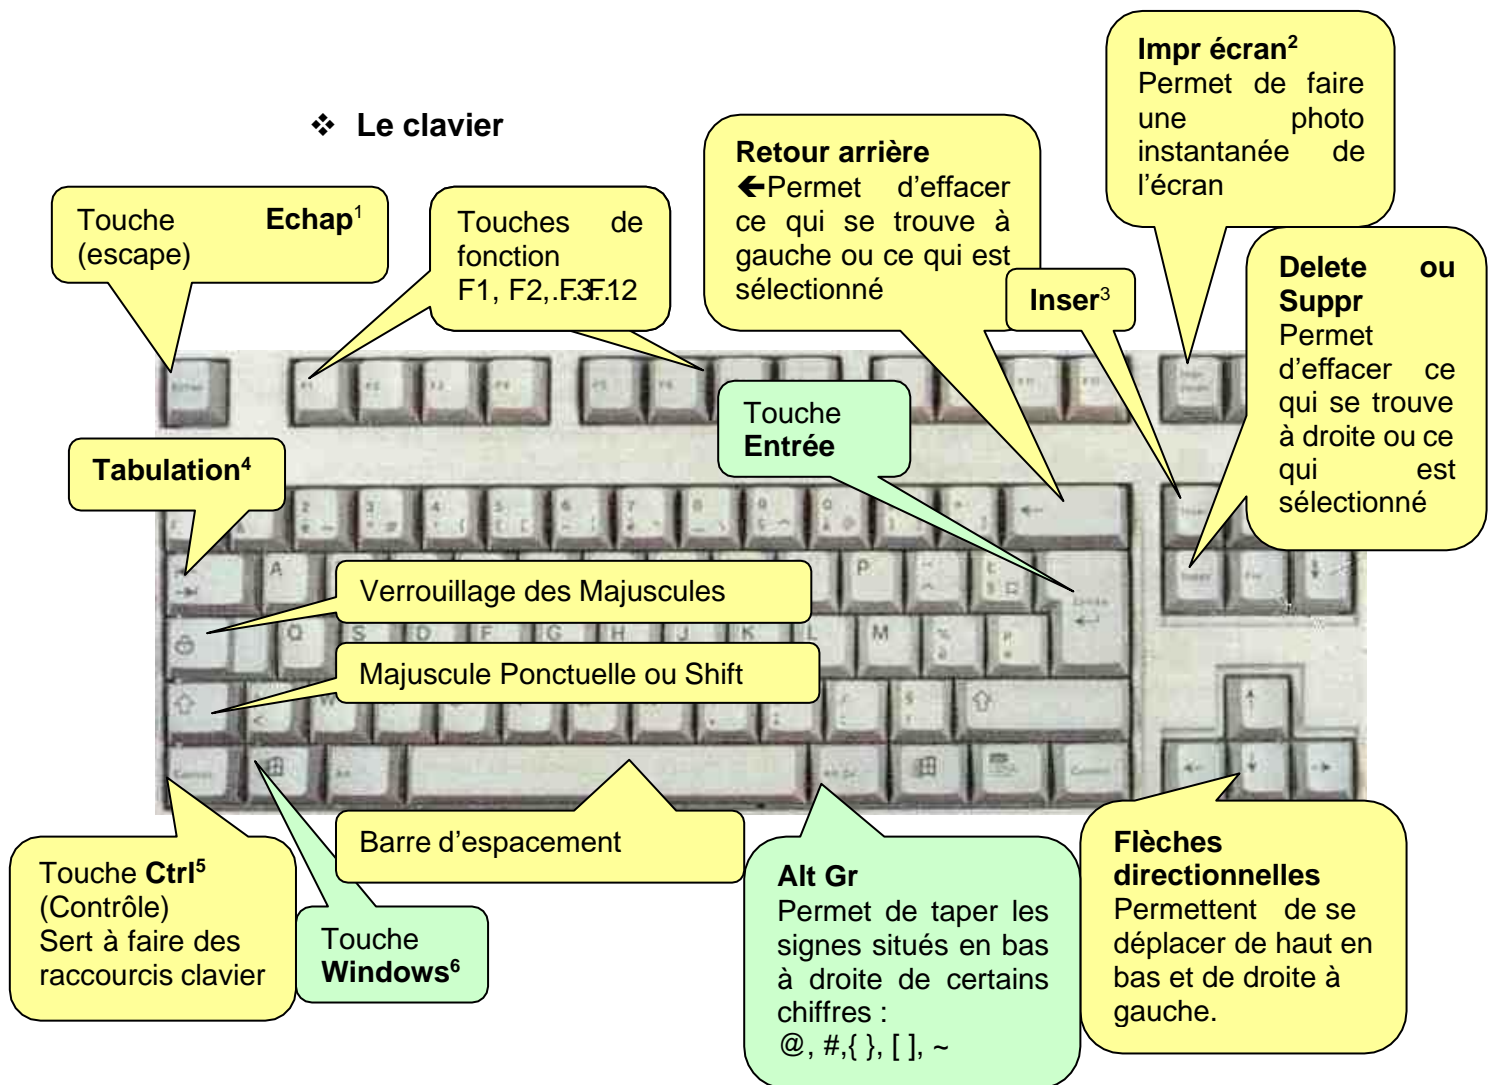 ❖ Le clavier
Impr écran²
Permet de faire
une photo
instantanée de
l'écran
Retour arrière
←Permet d'effacer
ce qui se trouve à
gauche ou ce qui est
sélectionné
Touche Echap¹
(escape)
Touches de
fonction
F1, F2,
Inser³
Delete ou
Suppr
Permet
d'effacer ce
qui se trouve
à droite ou ce
qui est
sélectionné
Touche
Entrée
Tabulation⁴
Verrouillage des Majuscules
Majuscule Ponctuelle ou Shift
A
P
Q S D F G H J K L M
Barre d'espacement
Touche Ctrl⁵
(Contrôle)
Sert à faire des
raccourcis clavier
Touche
Windows⁶
Alt Gr
Permet de taper les
signes situés en bas
à droite de certains
chiffres :
@, #,{ }, [ ], ~
Flèches
directionnelles
Permettent de se
déplacer de haut en
bas et de droite à
gauche.